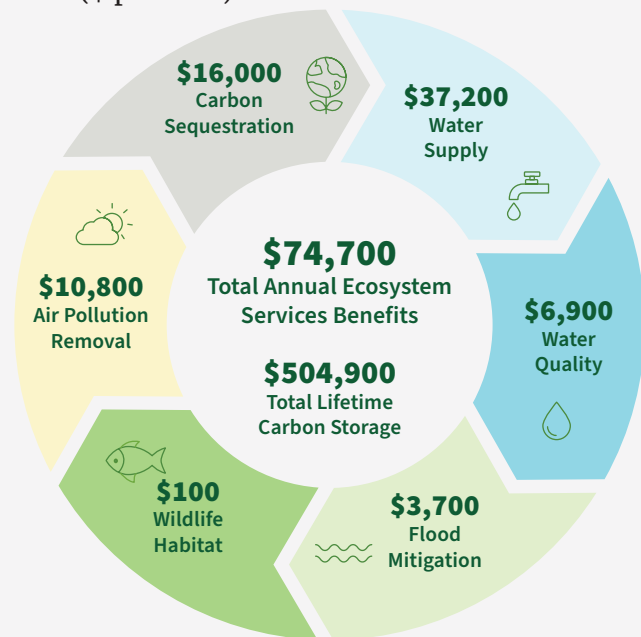 $16,000
Carbon
Sequestration
$37,200
Water
Supply
$6,900
Water
Quality
$3,700
Flood
Mitigation
$100
Wildlife
Habitat
$10,800
Air Pollution
Removal
$74,700
Total Annual Ecosystem
Services Benefits
$504,900
Total Lifetime
Carbon Storage